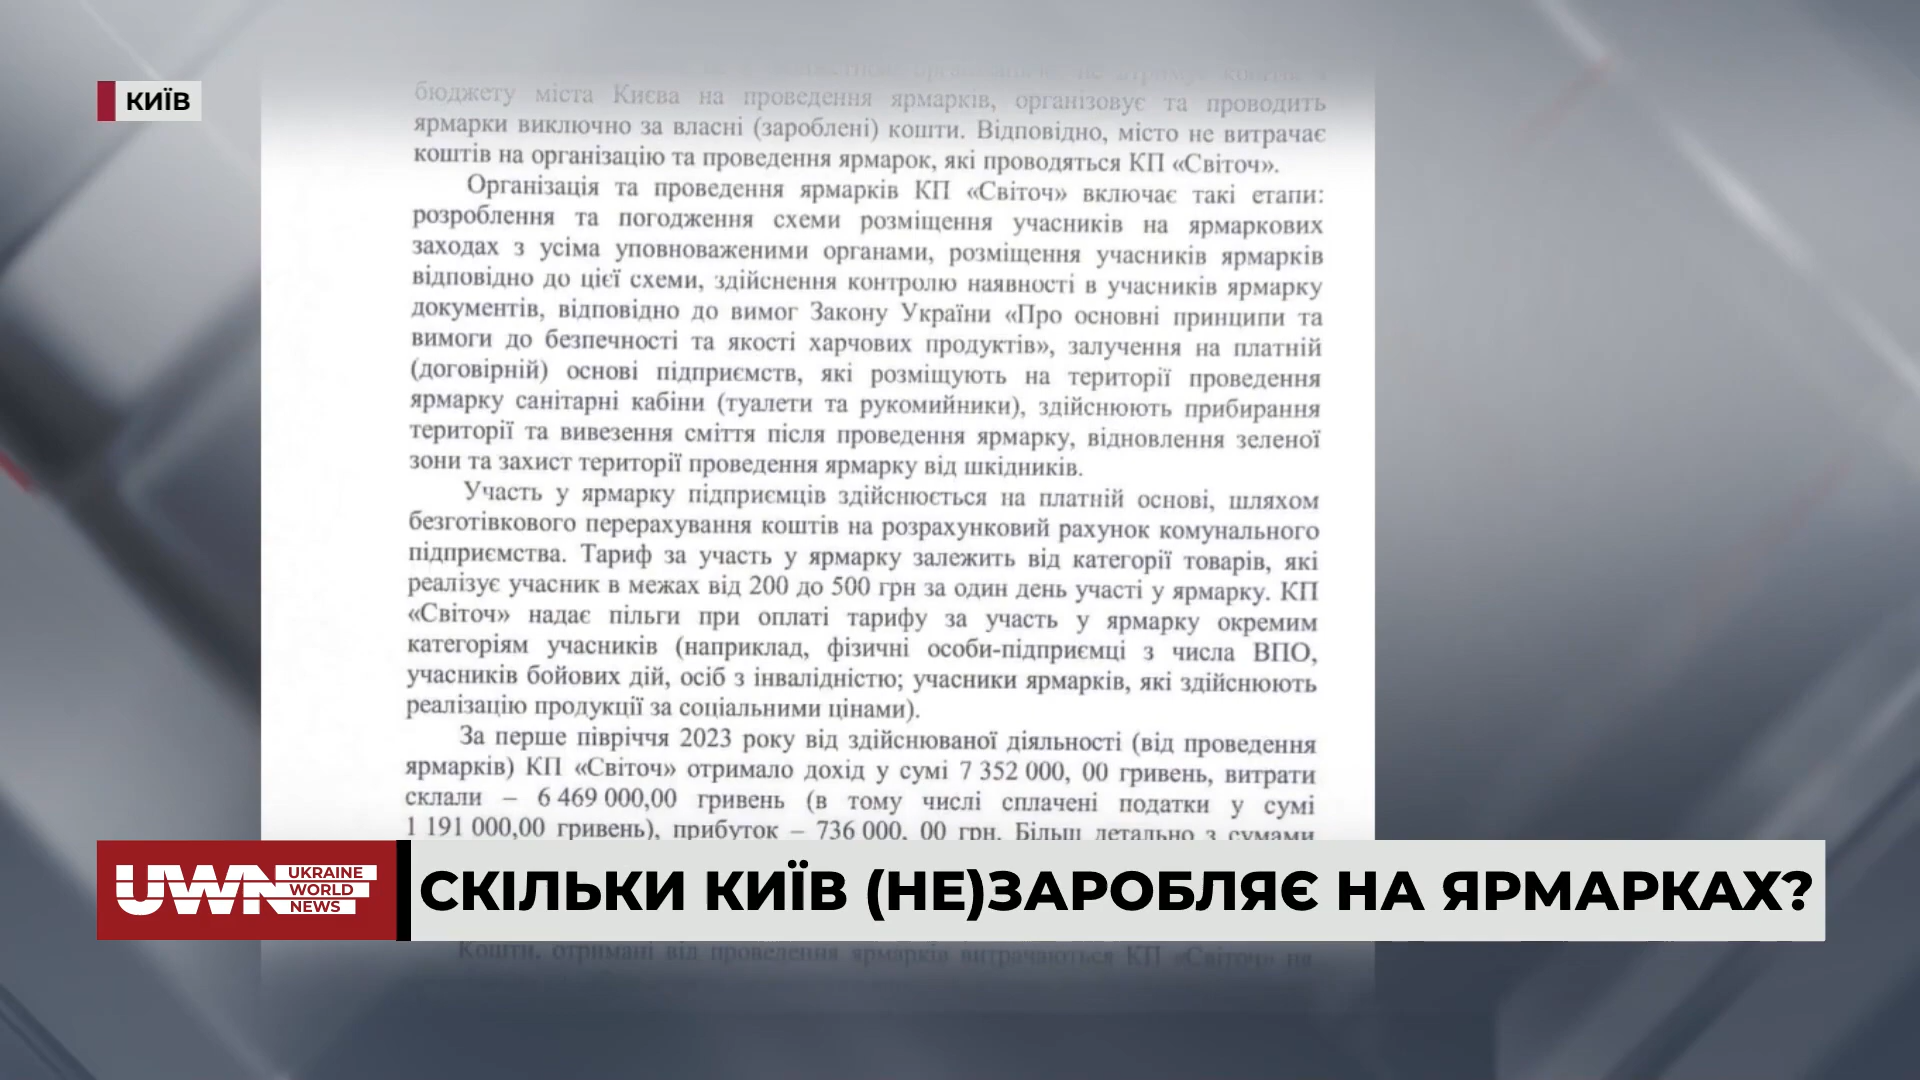 КИЇВ
бюджету міста Києва на проведення ярмарків, організовує та проводить
ярмарки виключно за власні (зароблені) кошти. Відповідно, місто не витрачає
коштів на організацію та проведення ярмарок, які проводяться КП «Світоч».
Організація та проведення ярмарків КП «Світоч» включає такі етапи:
розроблення та погодження схеми розміщення учасників на ярмаркових
заходах з усіма уповноваженими органами, розміщення учасників ярмарків
відповідно до цієї схеми, здійснення контролю наявності в учасників ярмарку
документів, відповідно до вимог Закону України «Про основні принципи та
вимоги до безпечності та якості харчових продуктів», залучення на платній
(договірній) основі підприємств, які розміщують на території проведення
ярмарку санітарні кабіни (туалети та рукомийники), здійснюють прибирання
території та вивезення сміття після проведення ярмарку, відновлення зеленої
зони та захист території проведення ярмарку від шкідників.
Участь у ярмарку підприємців здійснюється на платній основі, шляхом
безготівкового перерахування коштів на розрахунковий рахунок комунального
підприємства. Тариф за участь у ярмарку залежить від категорії товарів, які
реалізує учасник в межах від 200 до 500 грн за один день участі у ярмарку. КП
«Світоч» надає пільги при оплаті тарифу за участь у ярмарку окремим
категоріям учасників (наприклад, фізичні особи-підприємці з числа ВПО,
учасників бойових дій, осіб з інвалідністю; учасники ярмарків, які здійснюють
реалізацію продукції за соціальними цінами).
За перше півріччя 2023 року від здійснюваної діяльності (від проведення
ярмарків) КП «Світоч» отримало дохід у сумі 7 352 000, 00 гривень, витрати
склали – 6 469 000,00 гривень (в тому числі сплачені податки у сумі
1 191 000,00 гривень), прибуток – 736 000, 00 грн. Більш детально з сумами
UWN UKRAINE
WORLD
NEWS
СКІЛЬКИ КИЇВ (НЕ)ЗАРОБЛЯЄ НА ЯРМАРКАХ?
Кошти, отримані від проведення ярмарків витрачаються КП «Світоч» на